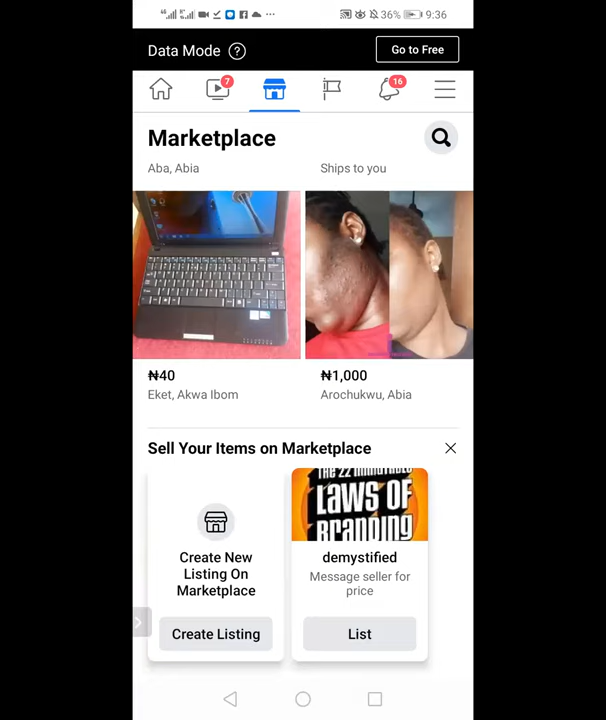 36% 9:36
Data Mode ?
Go to Free
7
16
Marketplace
Aba, Abia
Ships to you
₦40
₦1,000
Eket, Akwa Ibom
Arochukwu, Abia
Sell Your Items on Marketplace
THE 22 IMMUTABLE
LAWS OF
BRANDING
Create New
Listing On
Marketplace
demystified
Message seller for
price
Create Listing
List